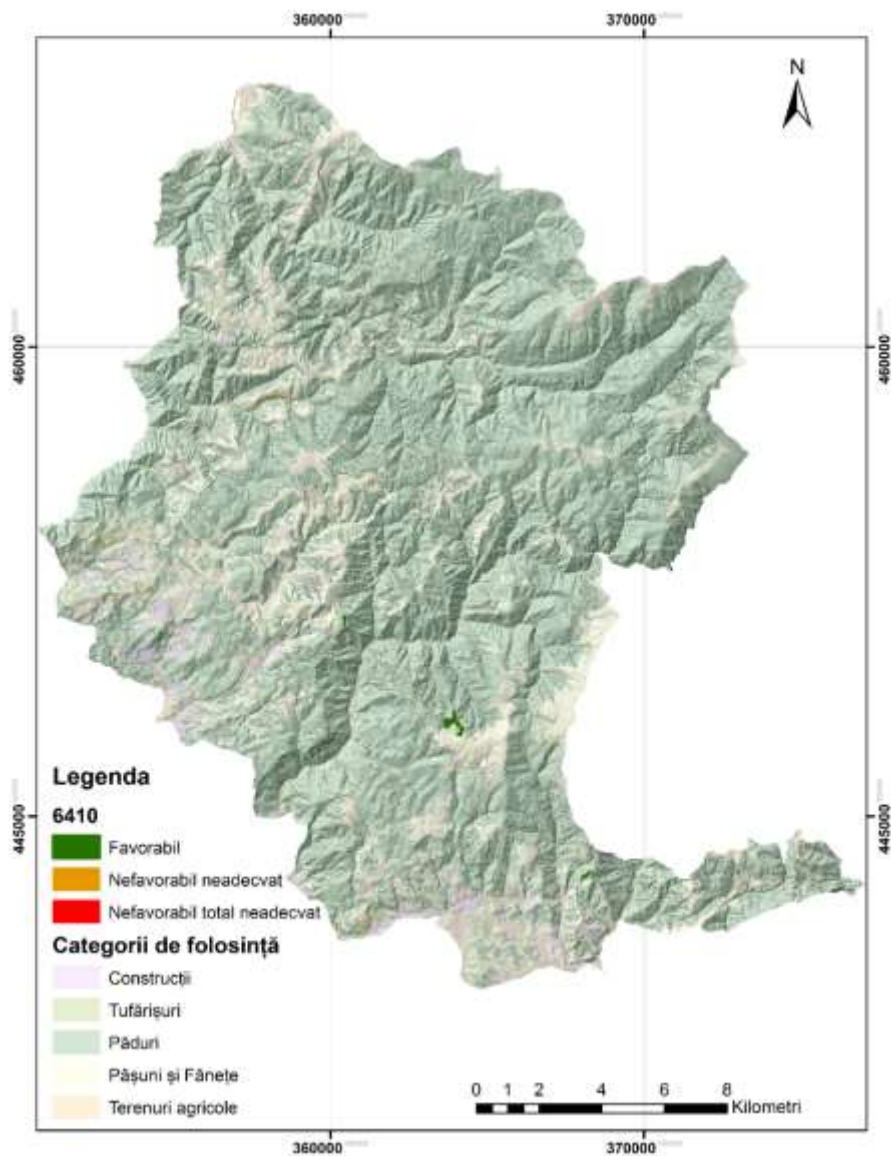 360000
370000
N
460000
460000
445000
445000
Legenda
6410
Favorabil
Nefavorabil neadecvat
Nefavorabil total neadecvat
Categorii de folosință
Construcții
Tufărișuri
Păduri
Pășuni și Fânețe
Terenuri agricole
0 1 2 4 6 8
Kilometri
360000
370000